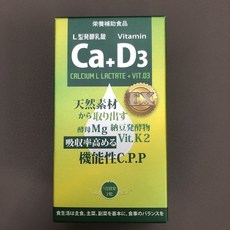 栄養補助食品
L型発酵乳酸 Vitamin
Ca+D3
CALCIUM L LACTATE + VIT. D3
天然素材
から取り出す
酵母Mg 納豆発酵物
吸収率高める Vit.K2
機能性C.P.P
食生活は主食、主菜、副菜を基本に、食事のバランスを